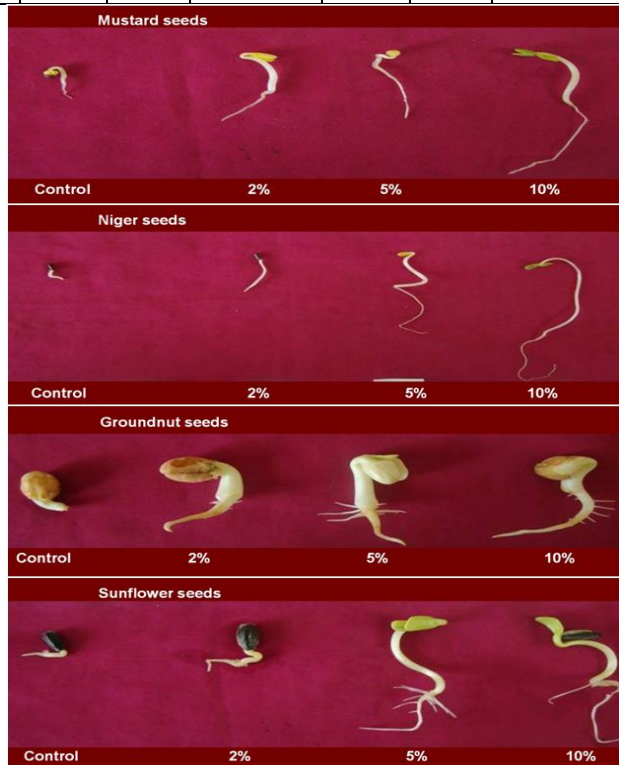 Mustard seeds
Control 2% 5% 10%
Niger seeds
Control 2% 5% 10%
Groundnut seeds
Control 2% 5% 10%
Sunflower seeds
Control 2% 5% 10%